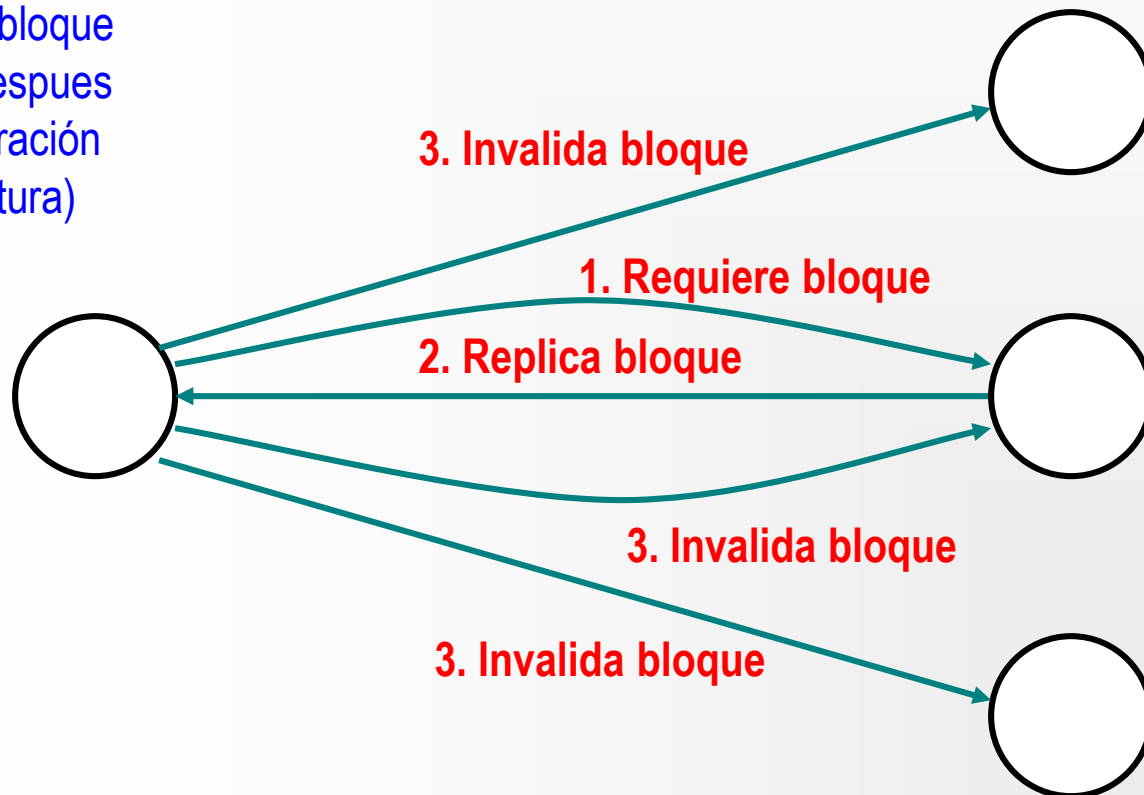 bloque
espues
ración
tura)
3. Invalida bloque
1. Requiere bloque
2. Replica bloque
3. Invalida bloque
3. Invalida bloque